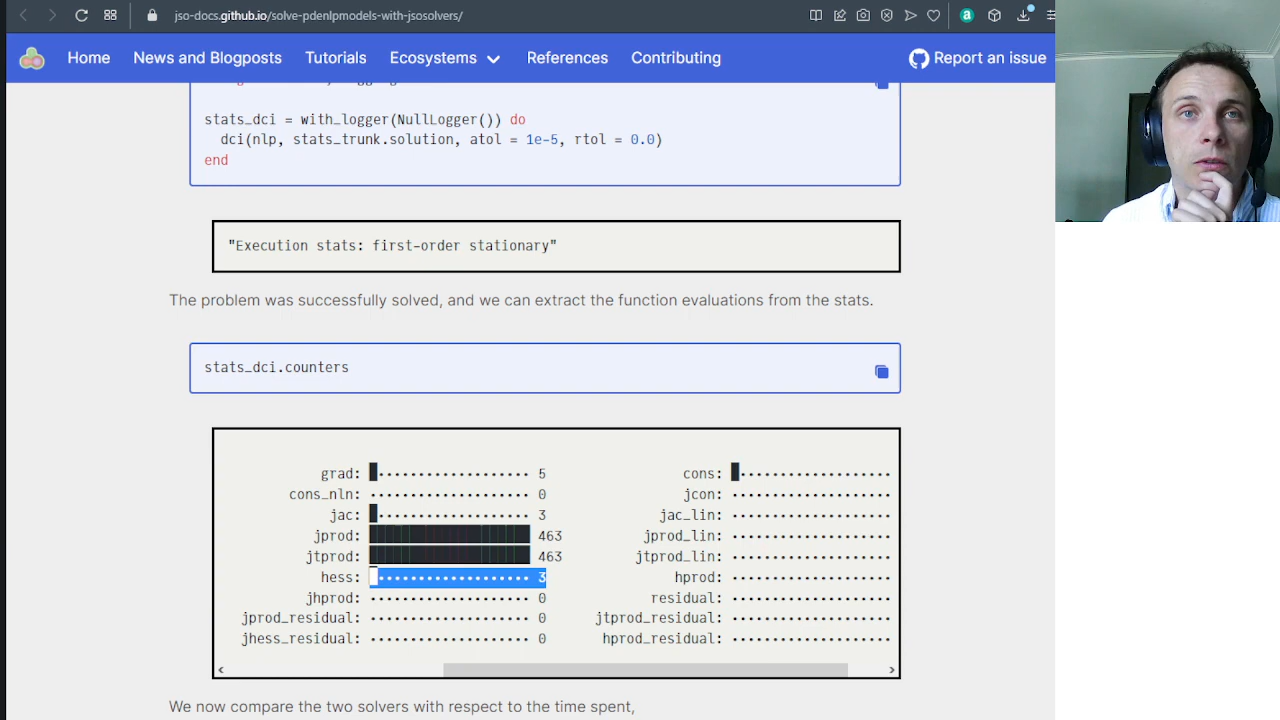 jso-docs.github.io/solve-pdenlpmodels-with-jsosolvers/
Home News and Blogposts Tutorials Ecosystems References Contributing Report an issue
stats_dci = with_logger(NullLogger()) do
dci(nlp, stats_trunk.solution, atol = 1e-5, rtol = 0.0)
end
"Execution stats: first-order stationary"
The problem was successfully solved, and we can extract the function evaluations from the stats.
stats_dci.counters
grad: █⋅⋅⋅⋅⋅⋅⋅⋅⋅⋅⋅⋅⋅⋅⋅⋅⋅⋅⋅ 5 cons: █⋅⋅⋅⋅⋅⋅⋅⋅⋅⋅⋅⋅⋅⋅⋅⋅⋅⋅⋅
cons_nln: ⋅⋅⋅⋅⋅⋅⋅⋅⋅⋅⋅⋅⋅⋅⋅⋅⋅⋅⋅⋅ 0 jcon: ⋅⋅⋅⋅⋅⋅⋅⋅⋅⋅⋅⋅⋅⋅⋅⋅⋅⋅⋅⋅
jac: █⋅⋅⋅⋅⋅⋅⋅⋅⋅⋅⋅⋅⋅⋅⋅⋅⋅⋅⋅ 3 jac_lin: ⋅⋅⋅⋅⋅⋅⋅⋅⋅⋅⋅⋅⋅⋅⋅⋅⋅⋅⋅⋅
jprod: ████████████████████ 463 jprod_lin: ⋅⋅⋅⋅⋅⋅⋅⋅⋅⋅⋅⋅⋅⋅⋅⋅⋅⋅⋅⋅
jtprod: ████████████████████ 463 jtprod_lin: ⋅⋅⋅⋅⋅⋅⋅⋅⋅⋅⋅⋅⋅⋅⋅⋅⋅⋅⋅⋅
hess: █⋅⋅⋅⋅⋅⋅⋅⋅⋅⋅⋅⋅⋅⋅⋅⋅⋅⋅⋅ 3 hprod: ⋅⋅⋅⋅⋅⋅⋅⋅⋅⋅⋅⋅⋅⋅⋅⋅⋅⋅⋅⋅
jhprod: ⋅⋅⋅⋅⋅⋅⋅⋅⋅⋅⋅⋅⋅⋅⋅⋅⋅⋅⋅⋅ 0 residual: ⋅⋅⋅⋅⋅⋅⋅⋅⋅⋅⋅⋅⋅⋅⋅⋅⋅⋅⋅⋅
jprod_residual: ⋅⋅⋅⋅⋅⋅⋅⋅⋅⋅⋅⋅⋅⋅⋅⋅⋅⋅⋅⋅ 0 jtprod_residual: ⋅⋅⋅⋅⋅⋅⋅⋅⋅⋅⋅⋅⋅⋅⋅⋅⋅⋅⋅⋅
jhess_residual: ⋅⋅⋅⋅⋅⋅⋅⋅⋅⋅⋅⋅⋅⋅⋅⋅⋅⋅⋅⋅ 0 hprod_residual: ⋅⋅⋅⋅⋅⋅⋅⋅⋅⋅⋅⋅⋅⋅⋅⋅⋅⋅⋅⋅
We now compare the two solvers with respect to the time spent,